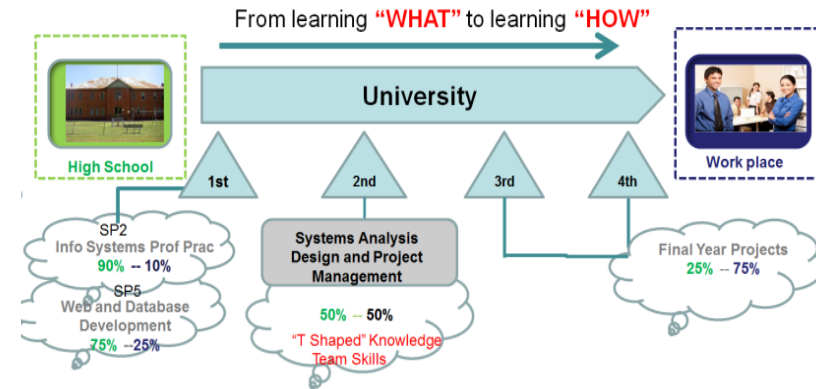 From learning “WHAT” to learning “HOW”
University
High School
Work place
1st
2nd
3rd
4th
SP2
Info Systems Prof Prac
90% -- 10%
SP5
Web and Database
Development
75% --25%
Systems Analysis
Design and Project
Management
50% -- 50%
“T Shaped” Knowledge
Team Skills
Final Year Projects
25% -- 75%